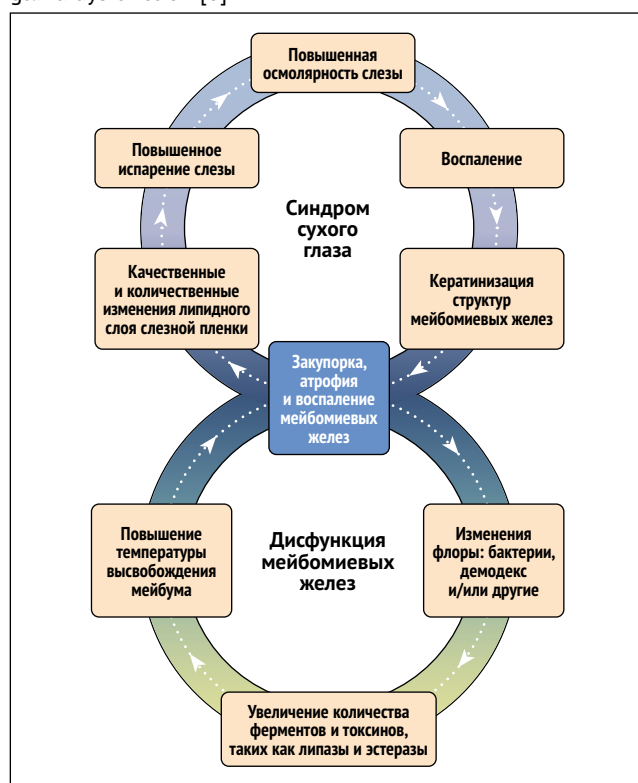 Повышенная
осмолярность слезы
Повышенное
испарение слезы
Воспаление
Синдром
сухого
глаза
Качественные
и количественные
изменения липидного
слоя слезной пленки
Кератинизация
структур
мейбомиевых желез
Закупорка,
атрофия
и воспаление
мейбомиевых
желез
Повышение
температуры
высвобождения
мейбума
Дисфункция
мейбомиевых
желез
Изменения
флоры: бактерии,
демодекс
и/или другие
Увеличение количества
ферментов и токсинов,
таких как липазы и эстеразы